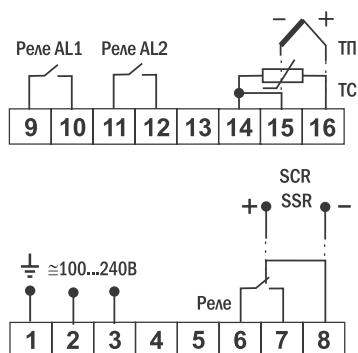 − +
Реле AL1 Реле AL2 ТП
ТС
9 10 11 12 13 14 15 16
SCR
+ SSR −
≅100...240В
Реле
1 2 3 4 5 6 7 8